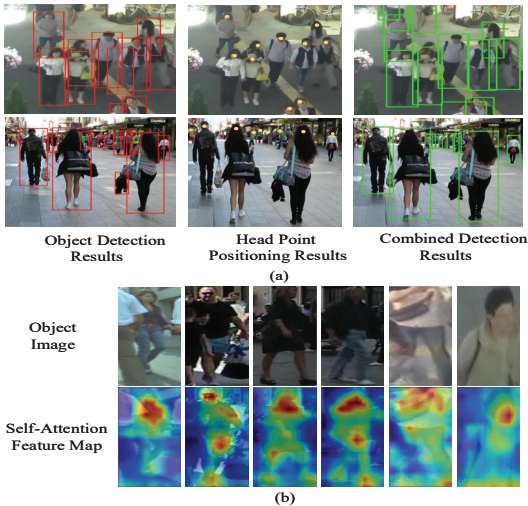 Object Detection
Results
Head Point
Positioning Results
Combined Detection
Results
(a)
Object
Image
Self-Attention
Feature Map
(b)